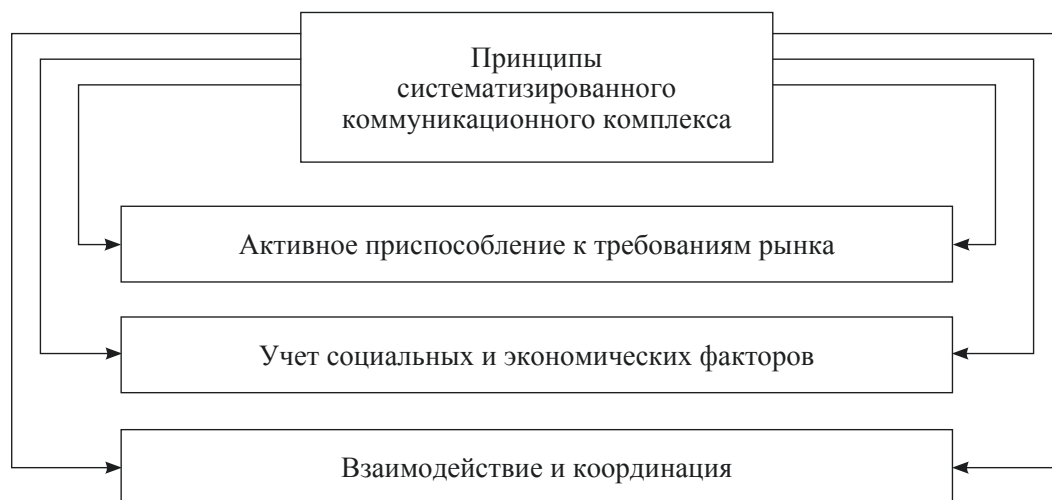 Принципы
систематизированного
коммуникационного комплекса
Активное приспособление к требованиям рынка
Учет социальных и экономических факторов
Взаимодействие и координация